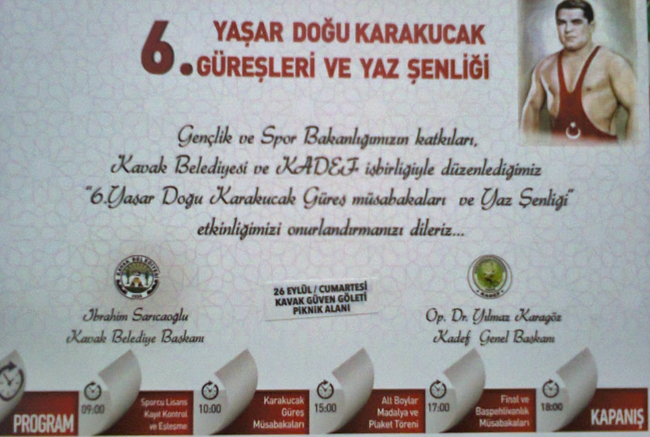 6. YAŞAR DOĞU KARAKUCAK
GÜREŞLERİ VE YAZ ŞENLİĞİ
Gençlik ve Spor Bakanlığımızın katkıları,
Kavak Belediyesi ve KADEF işbirliğiyle düzenlediğimiz
"6.Yaşar Doğu Karakucak Güreş müsabakaları ve Yaz Şenliği"
etkinliğimizi onurlandırmanızı dileriz...
KAVAK BELEDİYESİ
İbrahim Sarıcaoğlu
Kavak Belediye Başkanı
26 EYLÜL / CUMARTESİ
KAVAK GÜVEN GÖLETİ
PİKNİK ALANI
KADEF
Op. Dr. Yılmaz Karagöz
Kadef Genel Başkanı
PROGRAM
09:00
Sporcu Lisans
Kayıt Kontrol
ve Eşleşme
10:00
Karakucak
Güreş
Müsabakaları
15:00
Alt Boylar
Madalya ve
Plaket Töreni
17:00
Final ve
Başpehlivanlık
Müsabakaları
18:00
KAPANIŞ